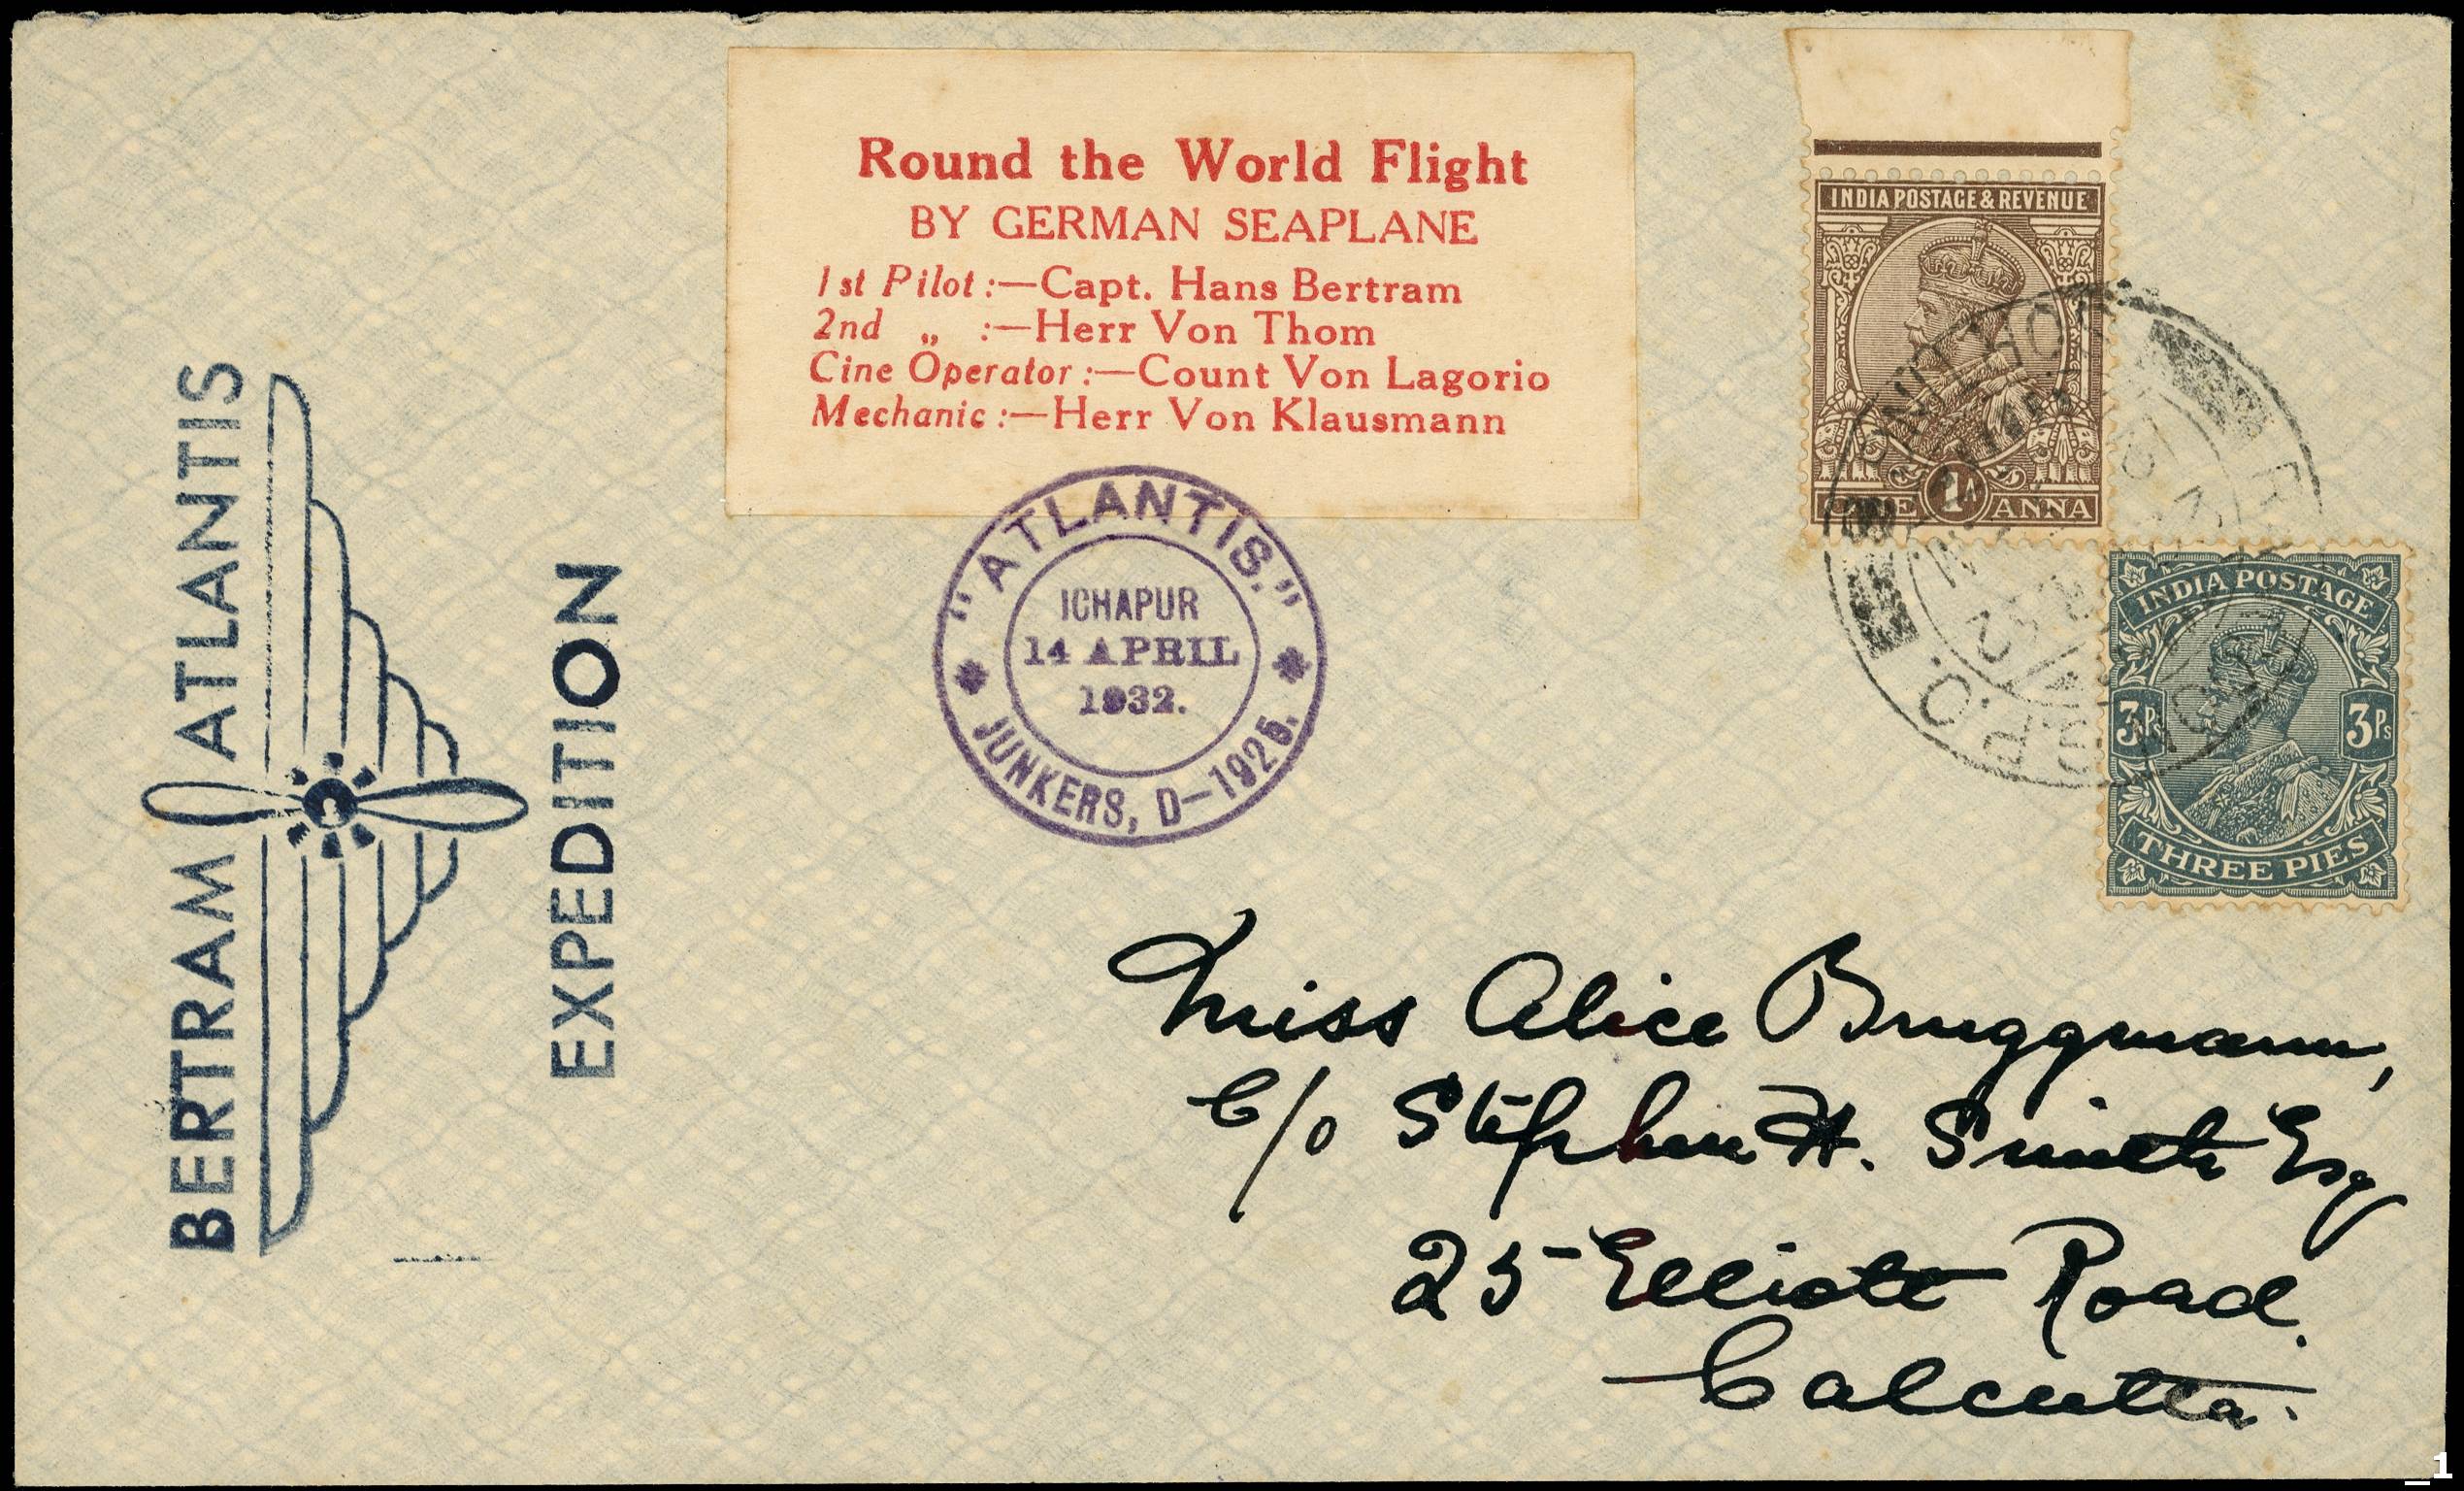 Round the World Flight
BY GERMAN SEAPLANE
1st Pilot :—Capt. Hans Bertram
2nd „ :—Herr Von Thom
Cine Operator :—Count Von Lagorio
Mechanic :—Herr Von Klausmann
BERTRAM ATLANTIS
EXPEDITION
"ATLANTIS."
ICHAPUR
14 APRIL
1932.
JUNKERS, D—1925.
INDIA POSTAGE & REVENUE
1A
ONE ANNA
INDIA POSTAGE
3Ps 3Ps
THREE PIES
Miss Alice Bruggmann,
C/o Stephen H. Smith Esq
25 Elliott Road.
Calcutta.
_1